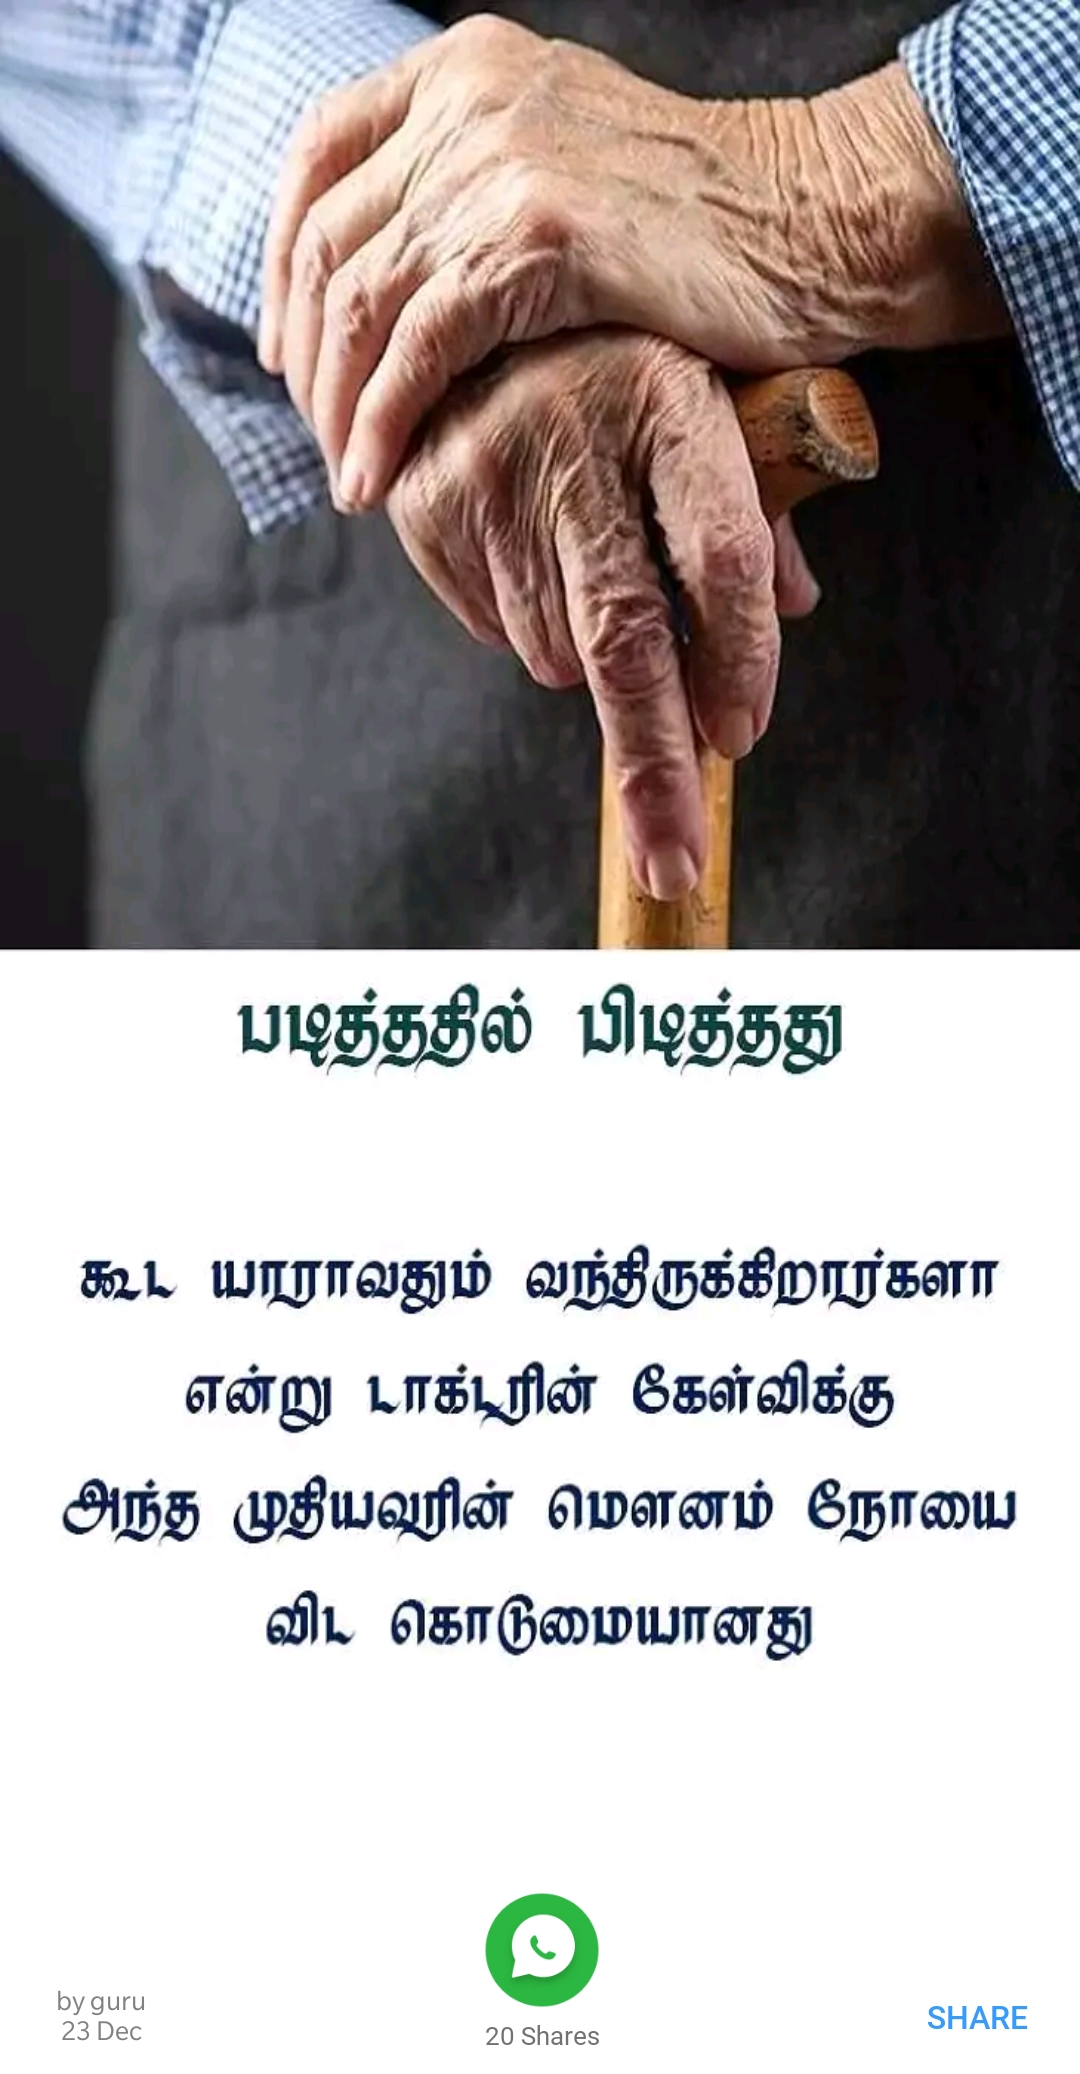 படித்ததில் பிடித்தது
கூட யாராவதும் வந்திருக்கிறார்களா
என்று டாக்டரின் கேள்விக்கு
அந்த முதியவரின் மௌனம் நோயை
விட கொடுமையானது
by guru
23 Dec
20 Shares
SHARE